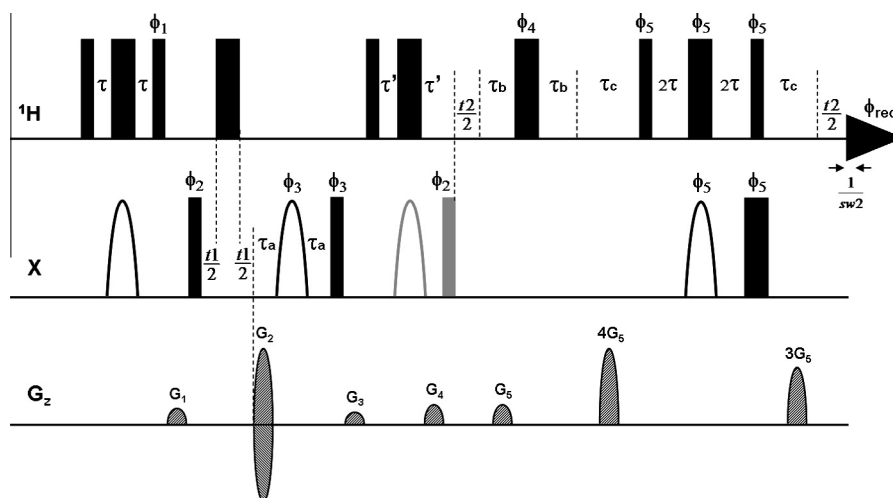 ϕ1 ϕ4 ϕ5 ϕ5 ϕ5
1H τ τ τ' τ' t2/2 τb τb τc 2τ 2τ τc t2/2 ϕrec
ϕ2 ϕ3 ϕ3 ϕ2 ϕ5 ϕ5 1/sw2
X t1/2 t1/2 τa τa
G2 4G5 3G5
Gz G1 G3 G4 G5